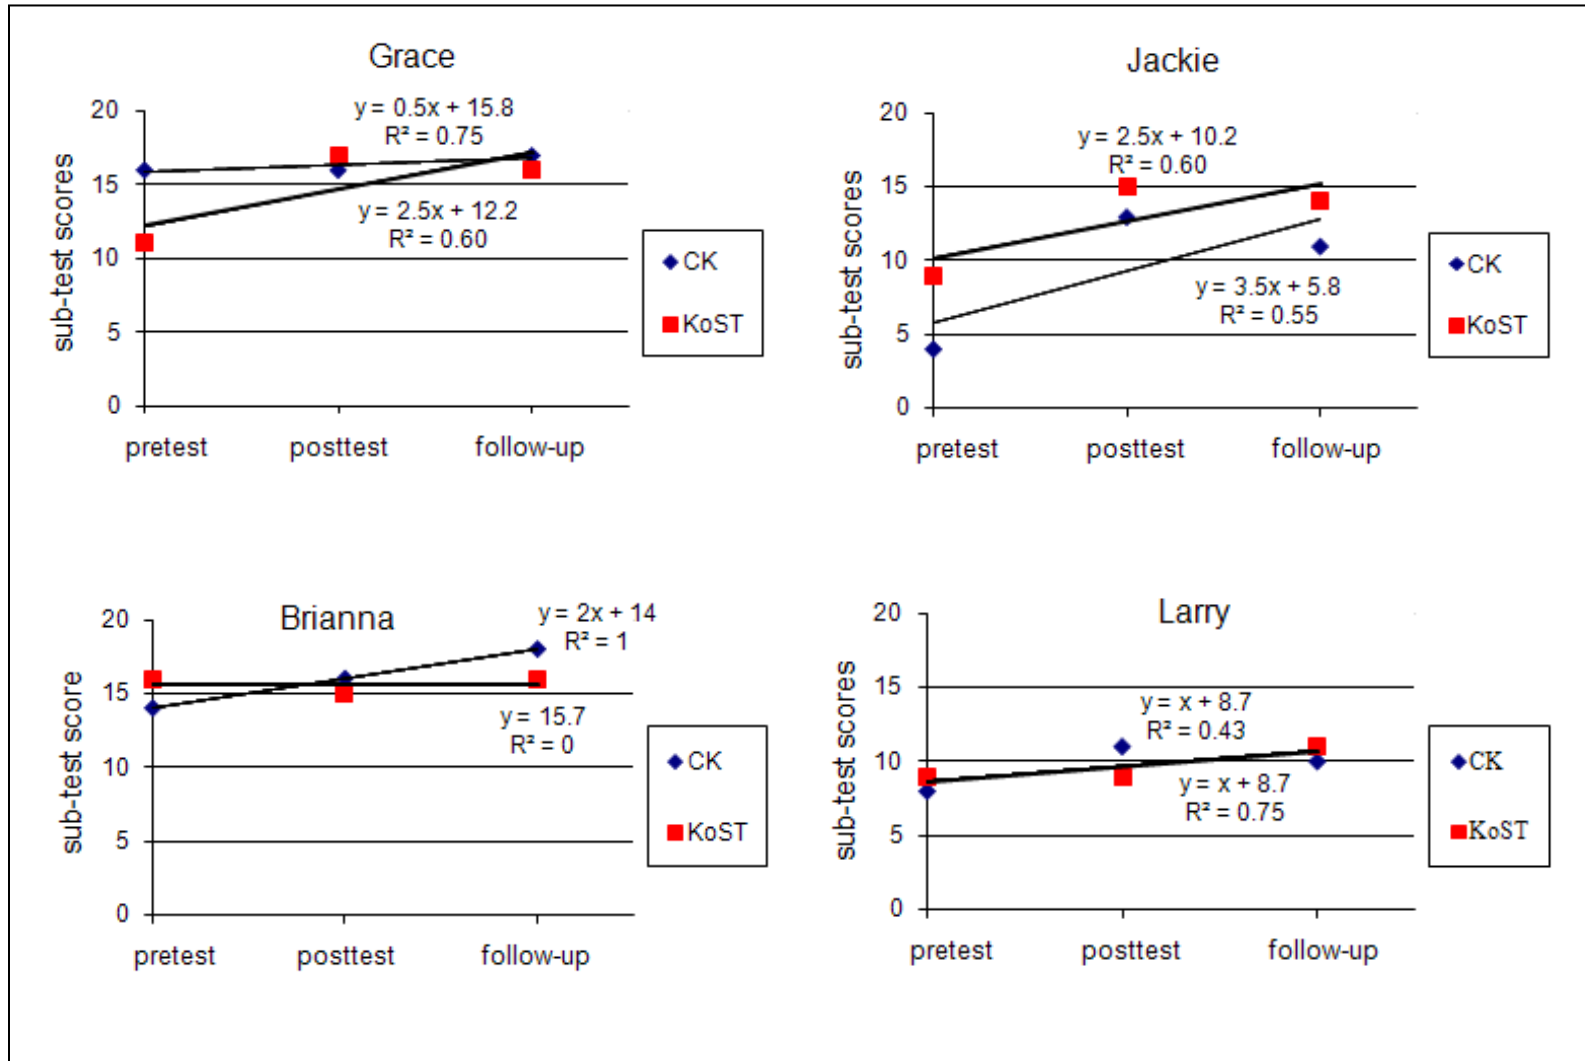 Grace
20
15
10
5
0
sub-test scores
y = 0.5x + 15.8
R² = 0.75
y = 2.5x + 12.2
R² = 0.60
pretest posttest follow-up
CK
KoST
Jackie
20
15
10
5
0
sub-test scores
y = 2.5x + 10.2
R² = 0.60
y = 3.5x + 5.8
R² = 0.55
pretest posttest follow-up
CK
KoST
Brianna
20
15
10
5
0
sub-test score
y = 2x + 14
R² = 1
y = 15.7
R² = 0
pretest posttest follow-up
CK
KoST
Larry
20
15
10
5
0
sub-test scores
y = x + 8.7
R² = 0.43
y = x + 8.7
R² = 0.75
pretest posttest follow-up
CK
KoST